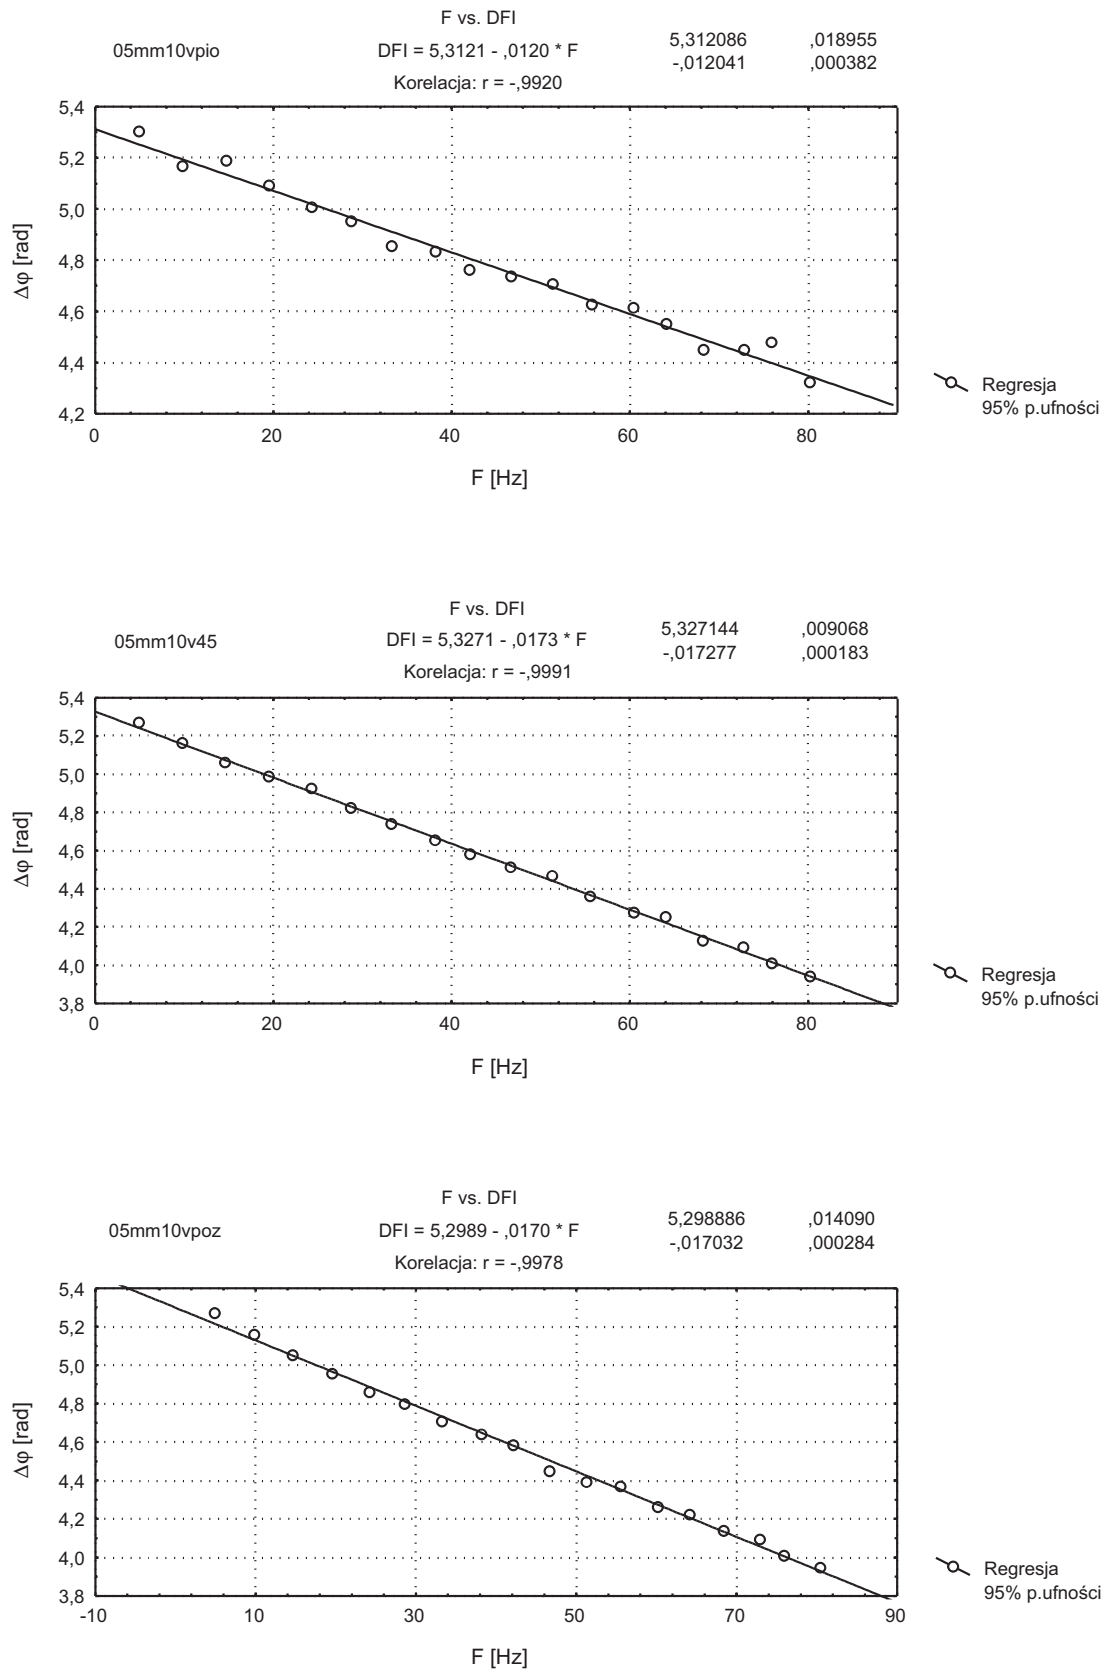 F vs. DFI
05mm10vpio
DFI = 5,3121 - ,0120 * F
Korelacja: r = -,9920
5,312086 ,018955
-,012041 ,000382
5,4
5,2
5,0
4,8
4,6
4,4
4,2
Δφ [rad]
0 20 40 60 80
F [Hz]
Regresja
95% p.ufności
F vs. DFI
05mm10v45
DFI = 5,3271 - ,0173 * F
Korelacja: r = -,9991
5,327144 ,009068
-,017277 ,000183
5,4
5,2
5,0
4,8
4,6
4,4
4,2
4,0
3,8
Δφ [rad]
0 20 40 60 80
F [Hz]
Regresja
95% p.ufności
F vs. DFI
05mm10vpoz
DFI = 5,2989 - ,0170 * F
Korelacja: r = -,9978
5,298886 ,014090
-,017032 ,000284
5,4
5,2
5,0
4,8
4,6
4,4
4,2
4,0
3,8
Δφ [rad]
-10 10 30 50 70 90
F [Hz]
Regresja
95% p.ufności